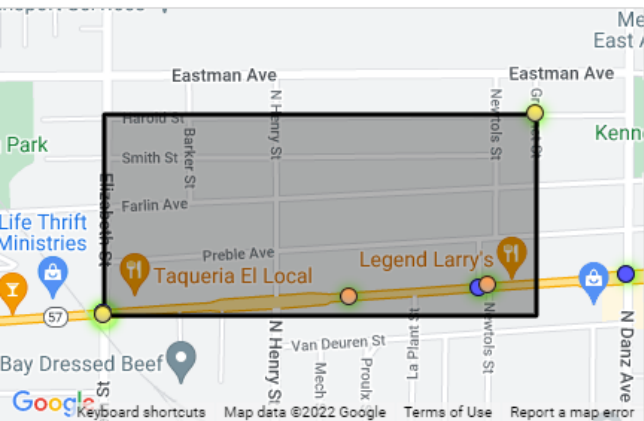 Me
East A
Eastman Ave
Eastman Ave
Harold St
N Henry St
Newtols St
Park
Kenn
Smith St
Barker St
Elizabeth St
Farlin Ave
Life Thrift
Ministries
Preble Ave
Legend Larry's
Taqueria El Local
57
N Henry St
Van Deuren St
La Plant St
Newtols St
N Danz Ave
Bay Dressed Beef
Mech
Proux S
St
Google
Keyboard shortcuts
Map data ©2022 Google
Terms of Use
Report a map error